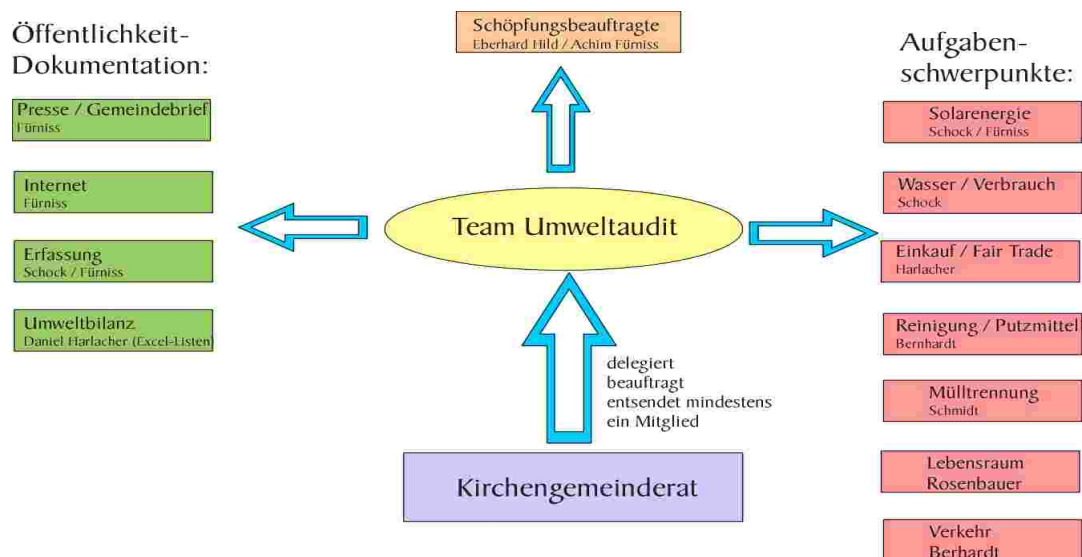 Öffentlichkeit-
Dokumentation:
Presse / Gemeindebrief
Fürniss
Internet
Fürniss
Erfassung
Schock / Fürniss
Umweltbilanz
Daniel Harlacher (Excel-Listen)
Schöpfungsbeauftragte
Eberhard Hild / Achim Fürniss
Team Umweltaudit
delegiert
beauftragt
entsendet mindestens
ein Mitglied
Kirchengemeinderat
Aufgaben-
schwerpunkte:
Solarenergie
Schock / Fürniss
Wasser / Verbrauch
Schock
Einkauf / Fair Trade
Harlacher
Reinigung / Putzmittel
Bernhardt
Mülltrennung
Schmidt
Lebensraum
Rosenbauer
Verkehr
Berhardt